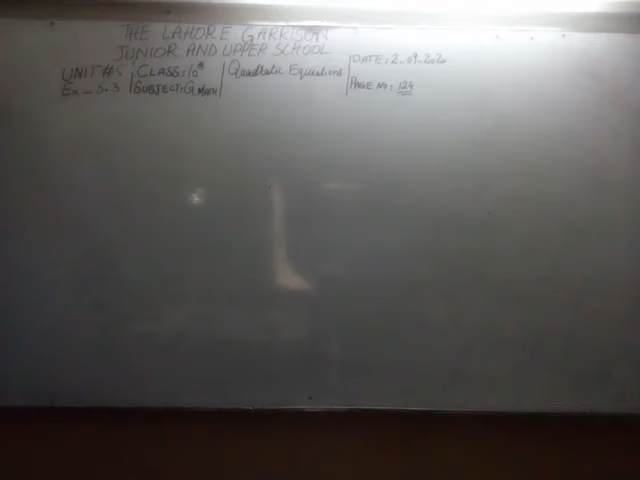 THE LAHORE GARRISON
JUNIOR AND UPPER SCHOOL
UNIT #5 | CLASS: 10th | Quadratic Equations | DATE: 2-09-2020
Ex - 5.3 | SUBJECT: G.MATH | PAGE NO: 124